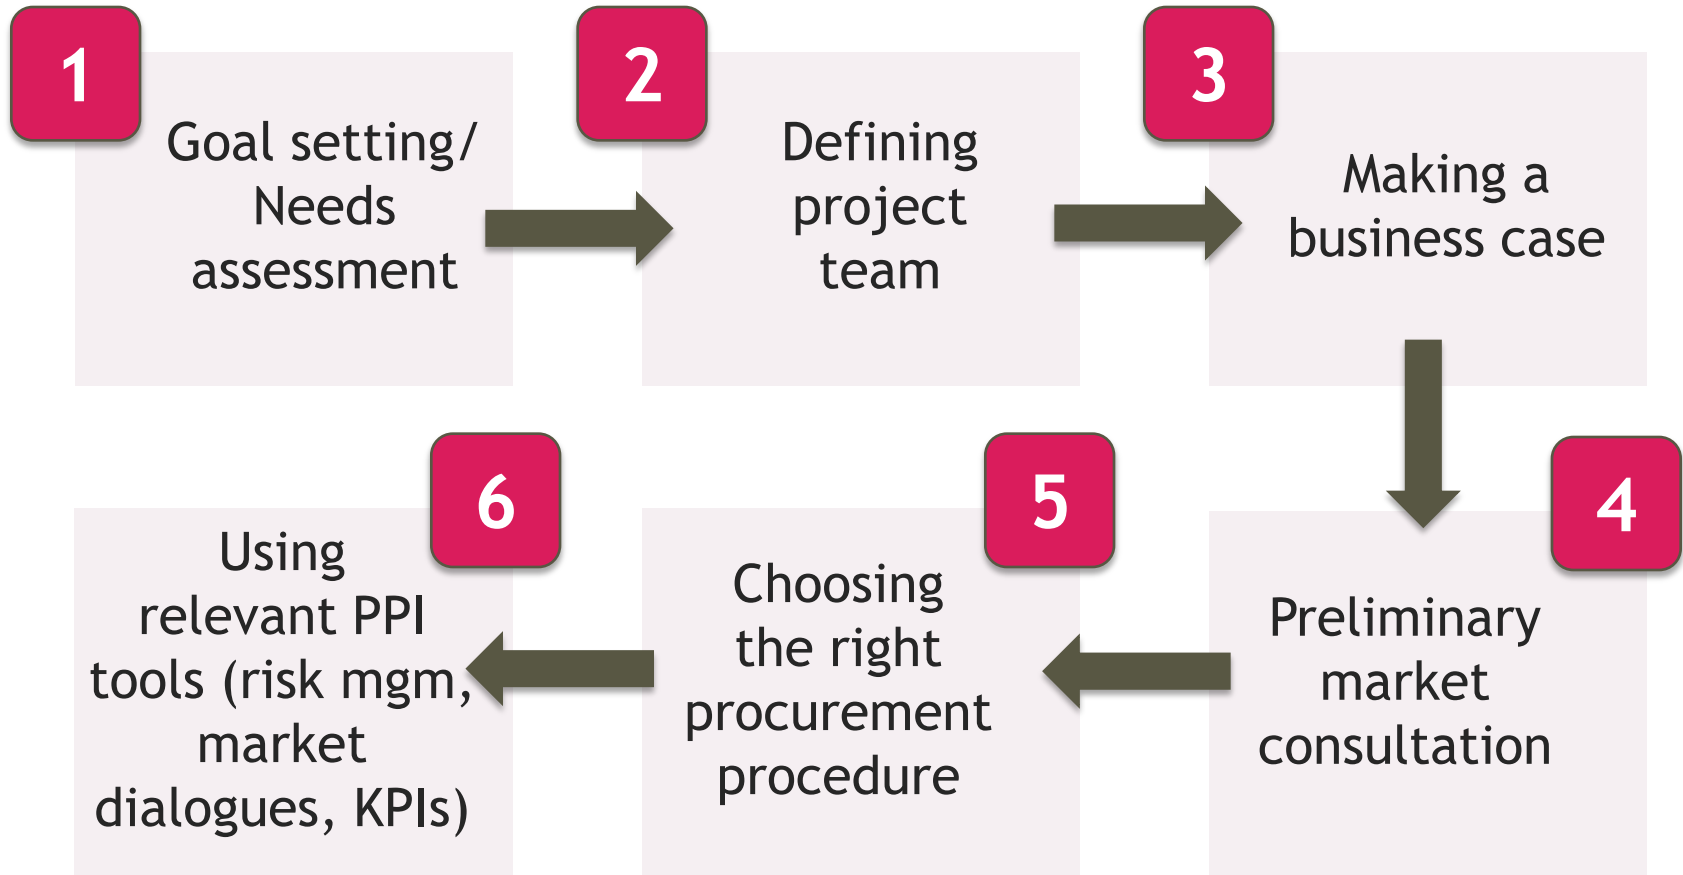 1
Goal setting/
Needs
assessment
2
Defining
project
team
3
Making a
business case
4
Preliminary
market
consultation
5
Choosing
the right
procurement
procedure
6
Using
relevant PPI
tools (risk mgm,
market
dialogues, KPIs)